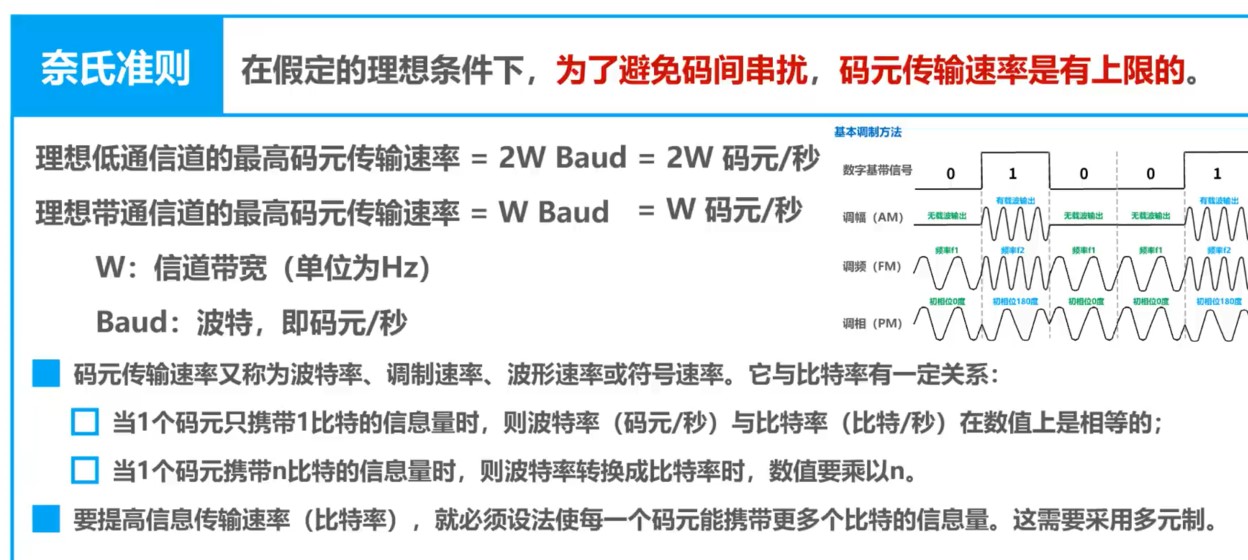 奈氏准则
在假定的理想条件下，为了避免码间串扰，码元传输速率是有上限的。
理想低通信道的最高码元传输速率 = 2W Baud = 2W 码元/秒
理想带通信道的最高码元传输速率 = W Baud = W 码元/秒
W：信道带宽（单位为Hz）
Baud：波特，即码元/秒
基本调制方法
数字基带信号 0 1 0 0 1
调幅（AM） 无载波输出 有载波输出 无载波输出 无载波输出 有载波输出
调频（FM） 频率f1 频率f2 频率f1 频率f1 频率f2
调相（PM） 初相位0度 初相位180度 初相位0度 初相位0度 初相位180度
码元传输速率又称为波特率、调制速率、波形速率或符号速率。它与比特率有一定关系：
当1个码元只携带1比特的信息量时，则波特率（码元/秒）与比特率（比特/秒）在数值上是相等的；
当1个码元携带n比特的信息量时，则波特率转换成比特率时，数值要乘以n。
要提高信息传输速率（比特率），就必须设法使每一个码元能携带更多个比特的信息量。这需要采用多元制。